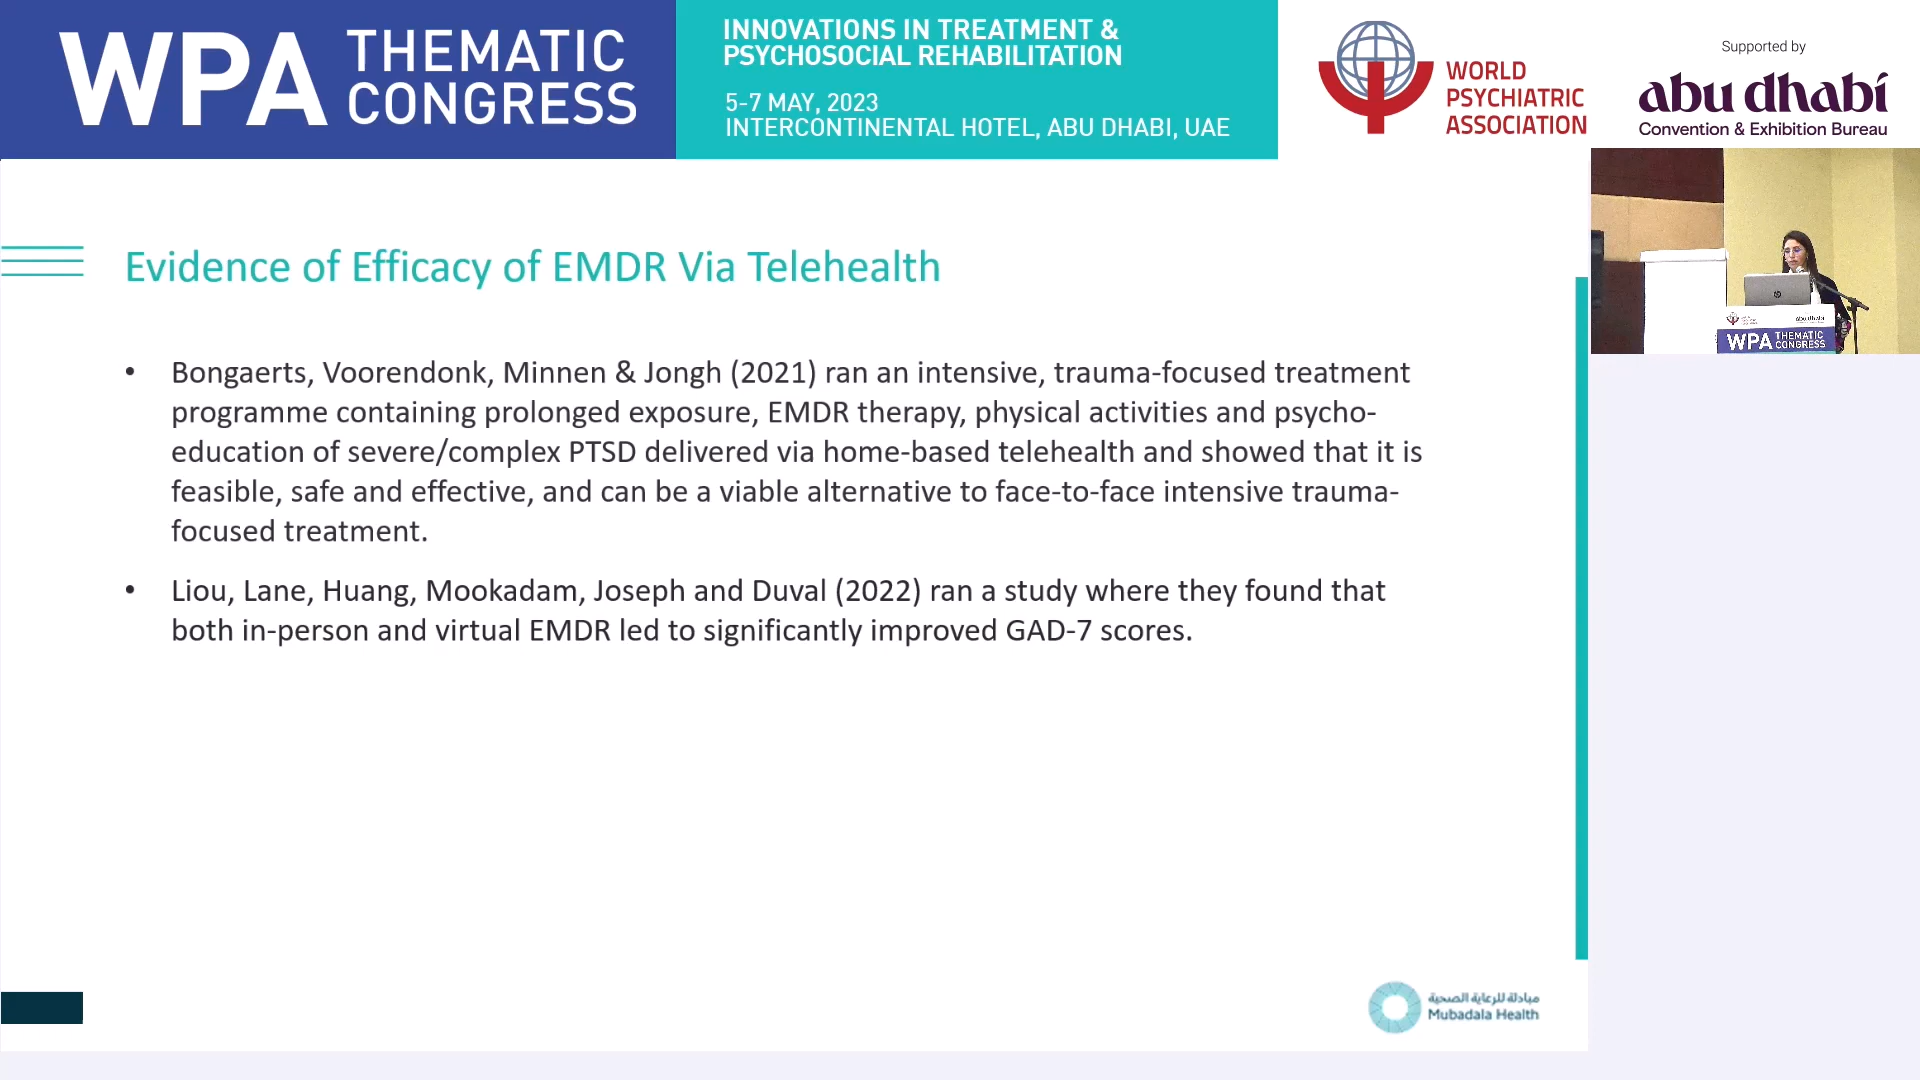 WPA THEMATIC
CONGRESS
INNOVATIONS IN TREATMENT &
PSYCHOSOCIAL REHABILITATION
5-7 MAY, 2023
INTERCONTINENTAL HOTEL, ABU DHABI, UAE
WORLD
PSYCHIATRIC
ASSOCIATION
Supported by
abu dhabi
Convention & Exhibition Bureau
Evidence of Efficacy of EMDR Via Telehealth
• Bongaerts, Voorendonk, Minnen & Jongh (2021) ran an intensive, trauma-focused treatment
programme containing prolonged exposure, EMDR therapy, physical activities and psycho-
education of severe/complex PTSD delivered via home-based telehealth and showed that it is
feasible, safe and effective, and can be a viable alternative to face-to-face intensive trauma-
focused treatment.
• Liou, Lane, Huang, Mookadam, Joseph and Duval (2022) ran a study where they found that
both in-person and virtual EMDR led to significantly improved GAD-7 scores.
abu dhabi
WPA THEMATIC
CONGRESS
مبادلة للرعاية الصحية
Mubadala Health